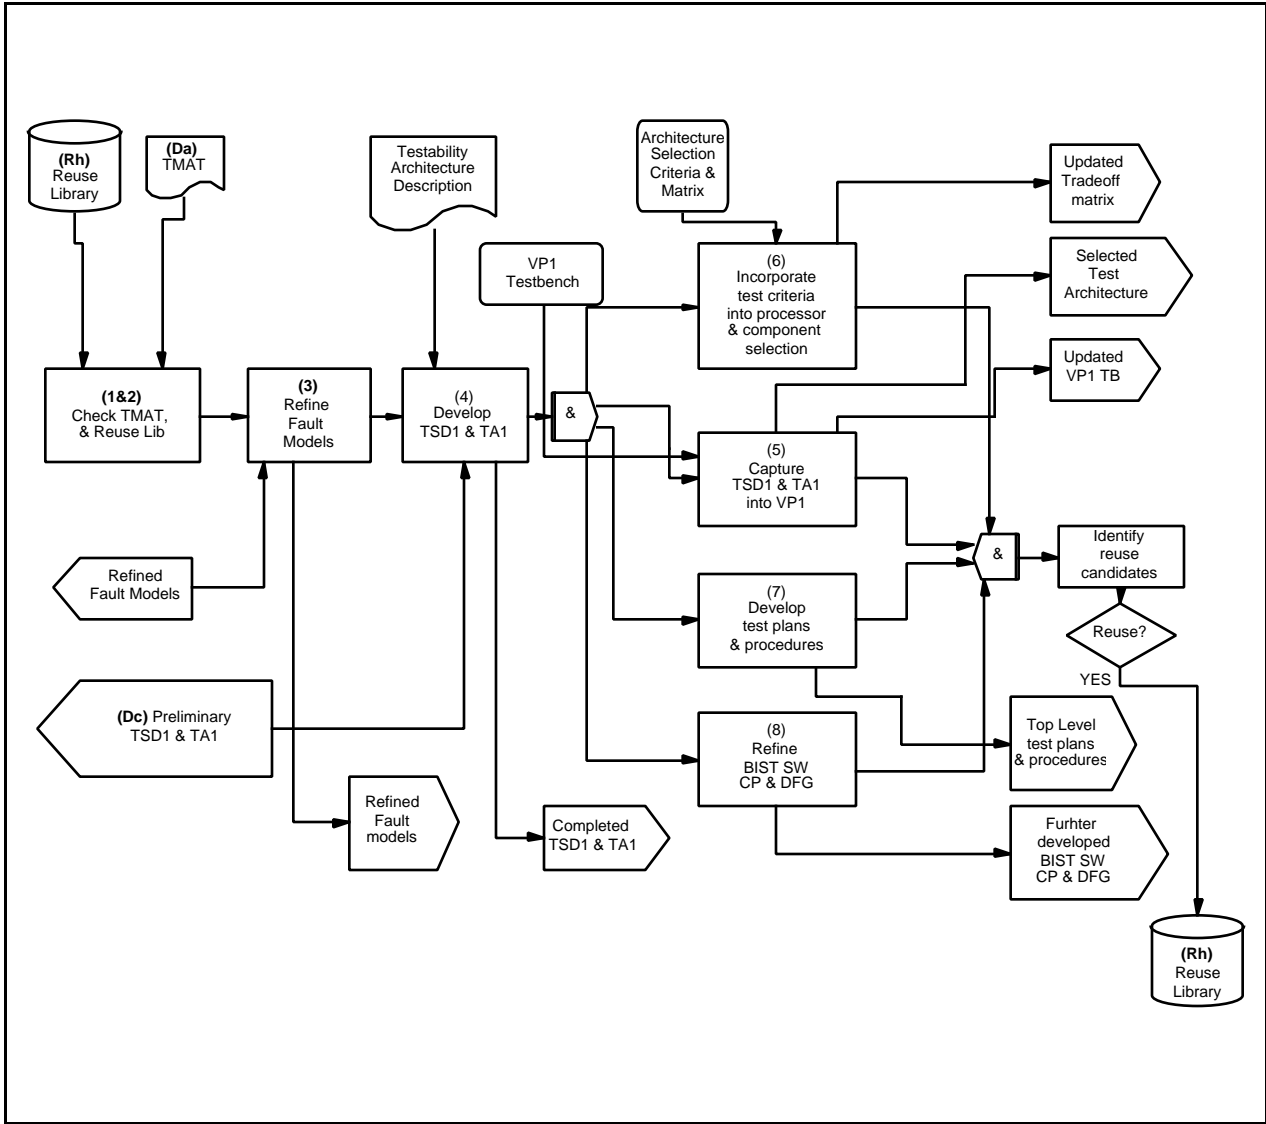 (Rh)
Reuse
Library
(Da)
TMAT
Testability
Architecture
Description
Architecture
Selection
Criteria &
Matrix
Updated
Tradeoff
matrix
VP1
Testbench
(6)
Incorporate
test criteria
into processor
& component
selection
Selected
Test
Architecture
Updated
VP1 TB
(1&2)
Check TMAT,
& Reuse Lib
(3)
Refine
Fault
Models
(4)
Develop
TSD1 & TA1
&
(5)
Capture
TSD1 & TA1
into VP1
&
Identify
reuse
candidates
Refined
Fault Models
(7)
Develop
test plans
& procedures
Reuse?
YES
(Dc) Preliminary
TSD1 & TA1
(8)
Refine
BIST SW
CP & DFG
Top Level
test plans
& procedures
Refined
Fault
models
Completed
TSD1 & TA1
Furhter
developed
BIST SW
CP & DFG
(Rh)
Reuse
Library